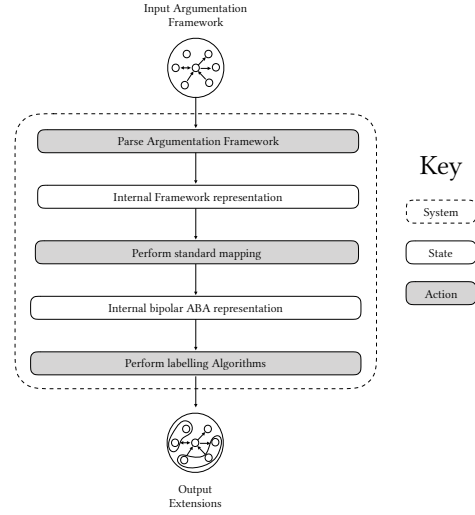 Input Argumentation
Framework
Parse Argumentation Framework
Key
Internal Framework representation
System
Perform standard mapping
State
Internal bipolar ABA representation
Action
Perform labelling Algorithms
Output
Extensions